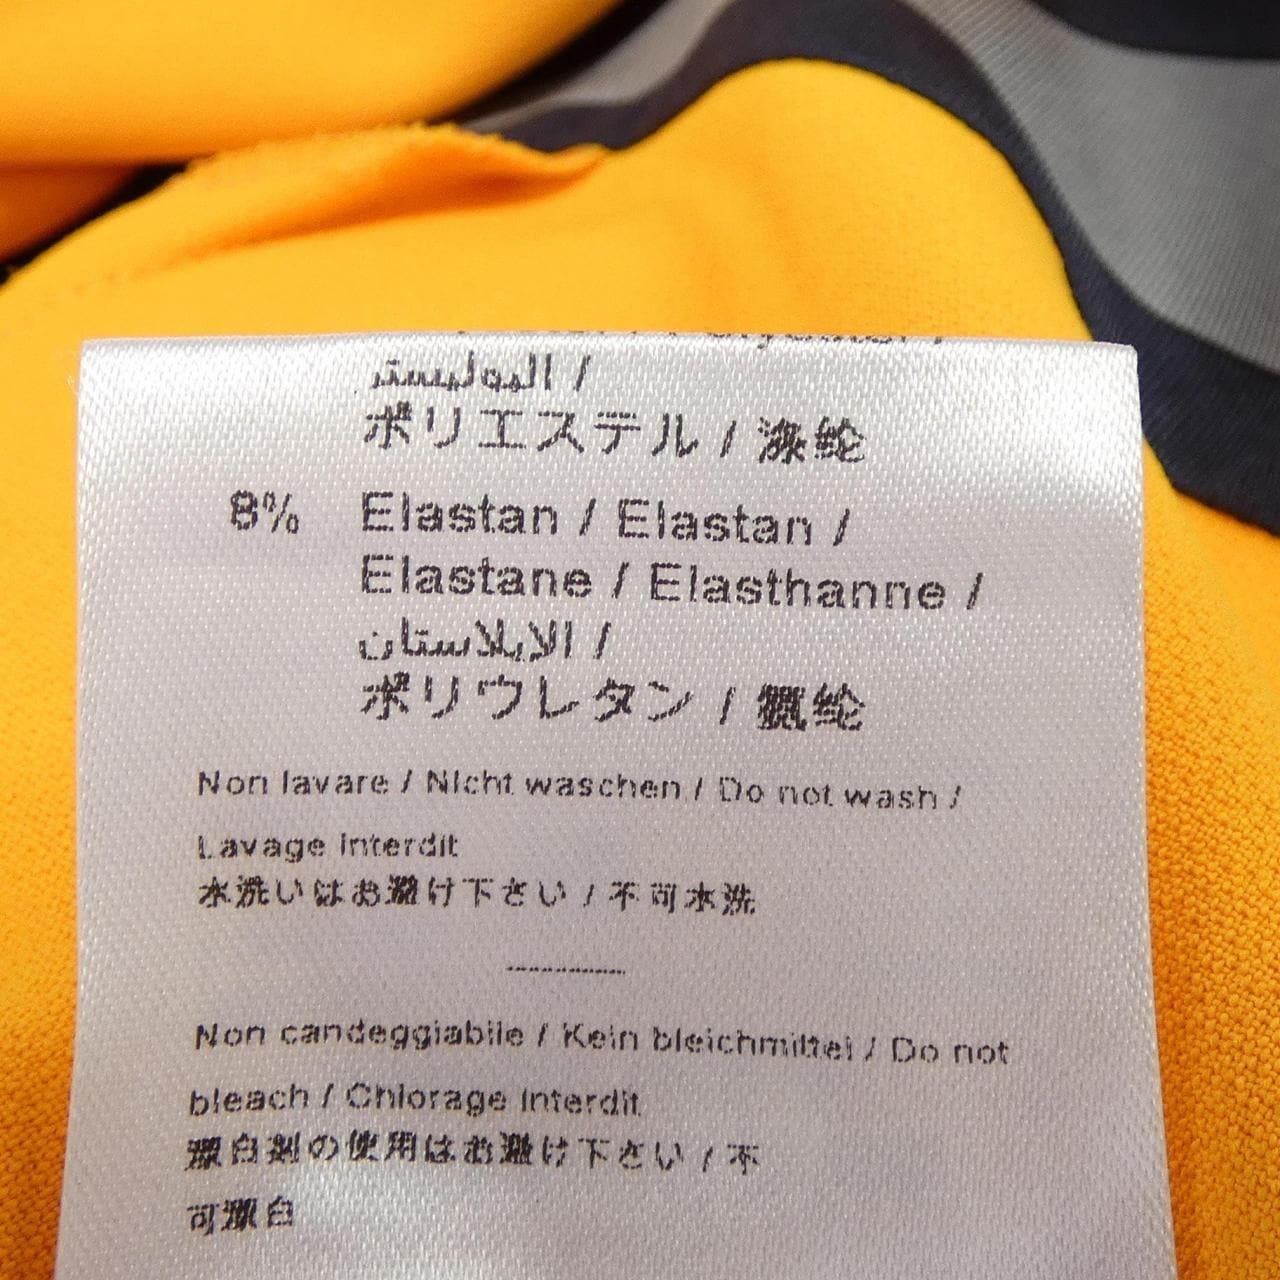 البوليستر /
ポリエステル / 涤纶
8% Elastan / Elastan /
Elastane / Elasthanne /
الايلاستان /
ポリウレタン / 氨纶
Non lavare / Nicht waschen / Do not wash /
Lavage interdit
水洗いはお避け下さい / 不可水洗
Non candeggiabile / Kein bleichmittel / Do not
bleach / Chlorage interdit
漂白剤の使用はお避け下さい / 不
可漂白